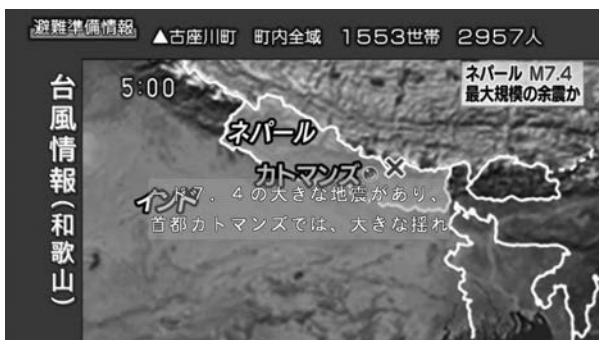 避難準備情報 ▲古座川町 町内全域 1553世帯 2957人
台風情報(和歌山)
5:00
ネパール M7.4
最大規模の余震か
ネパール
カトマンズ
インド
7.4の大きな地震があり、
首都カトマンズでは、大きな揺れ